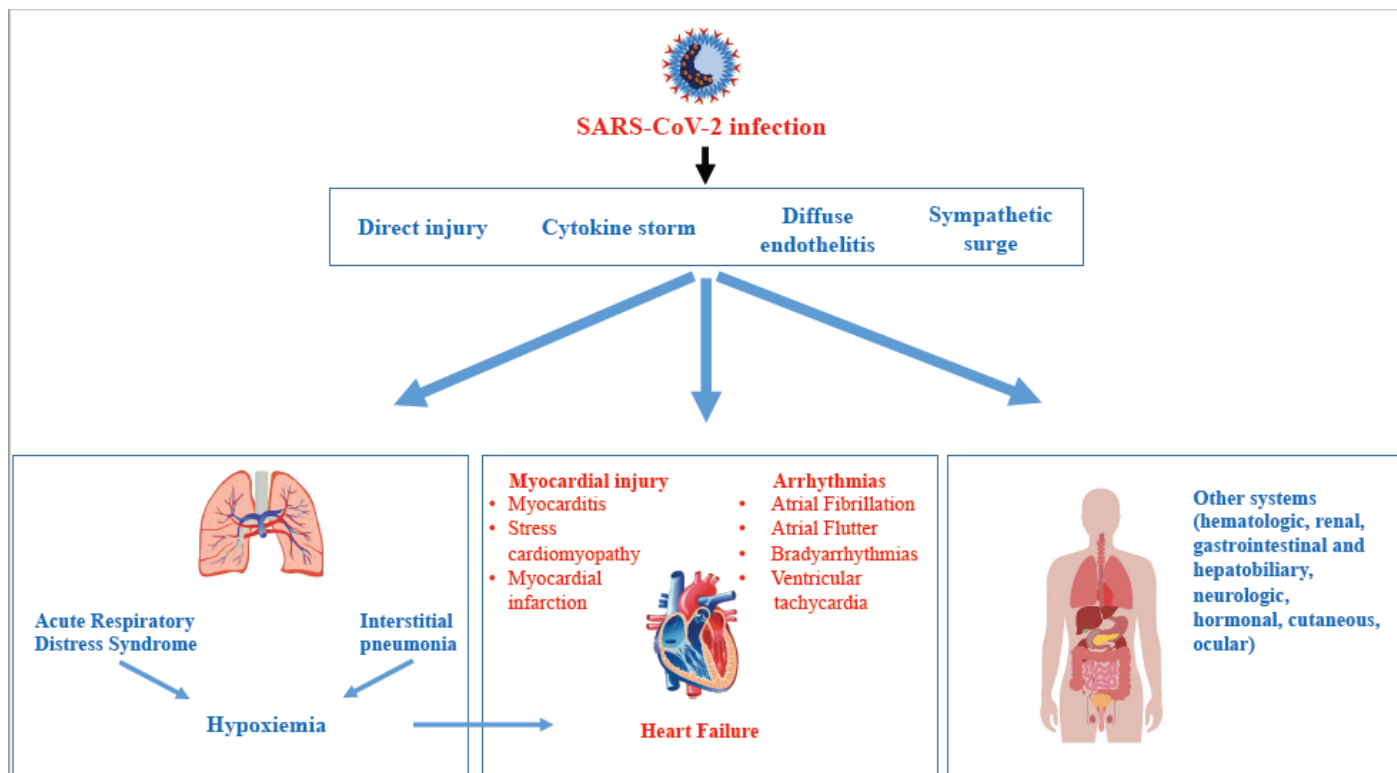 SARS-CoV-2 infection
Direct injury
Cytokine storm
Diffuse
endothelitis
Sympathetic
surge
Acute Respiratory
Distress Syndrome
Interstitial
pneumonia
Hypoxiemia
Myocardial injury
• Myocarditis
• Stress
cardiomyopathy
• Myocardial
infarction
Arrhythmias
• Atrial Fibrillation
• Atrial Flutter
• Bradyarrhythmias
• Ventricular
tachycardia
Heart Failure
Other systems
(hematologic, renal,
gastrointestinal and
hepatobiliary,
neurologic,
hormonal, cutaneous,
ocular)